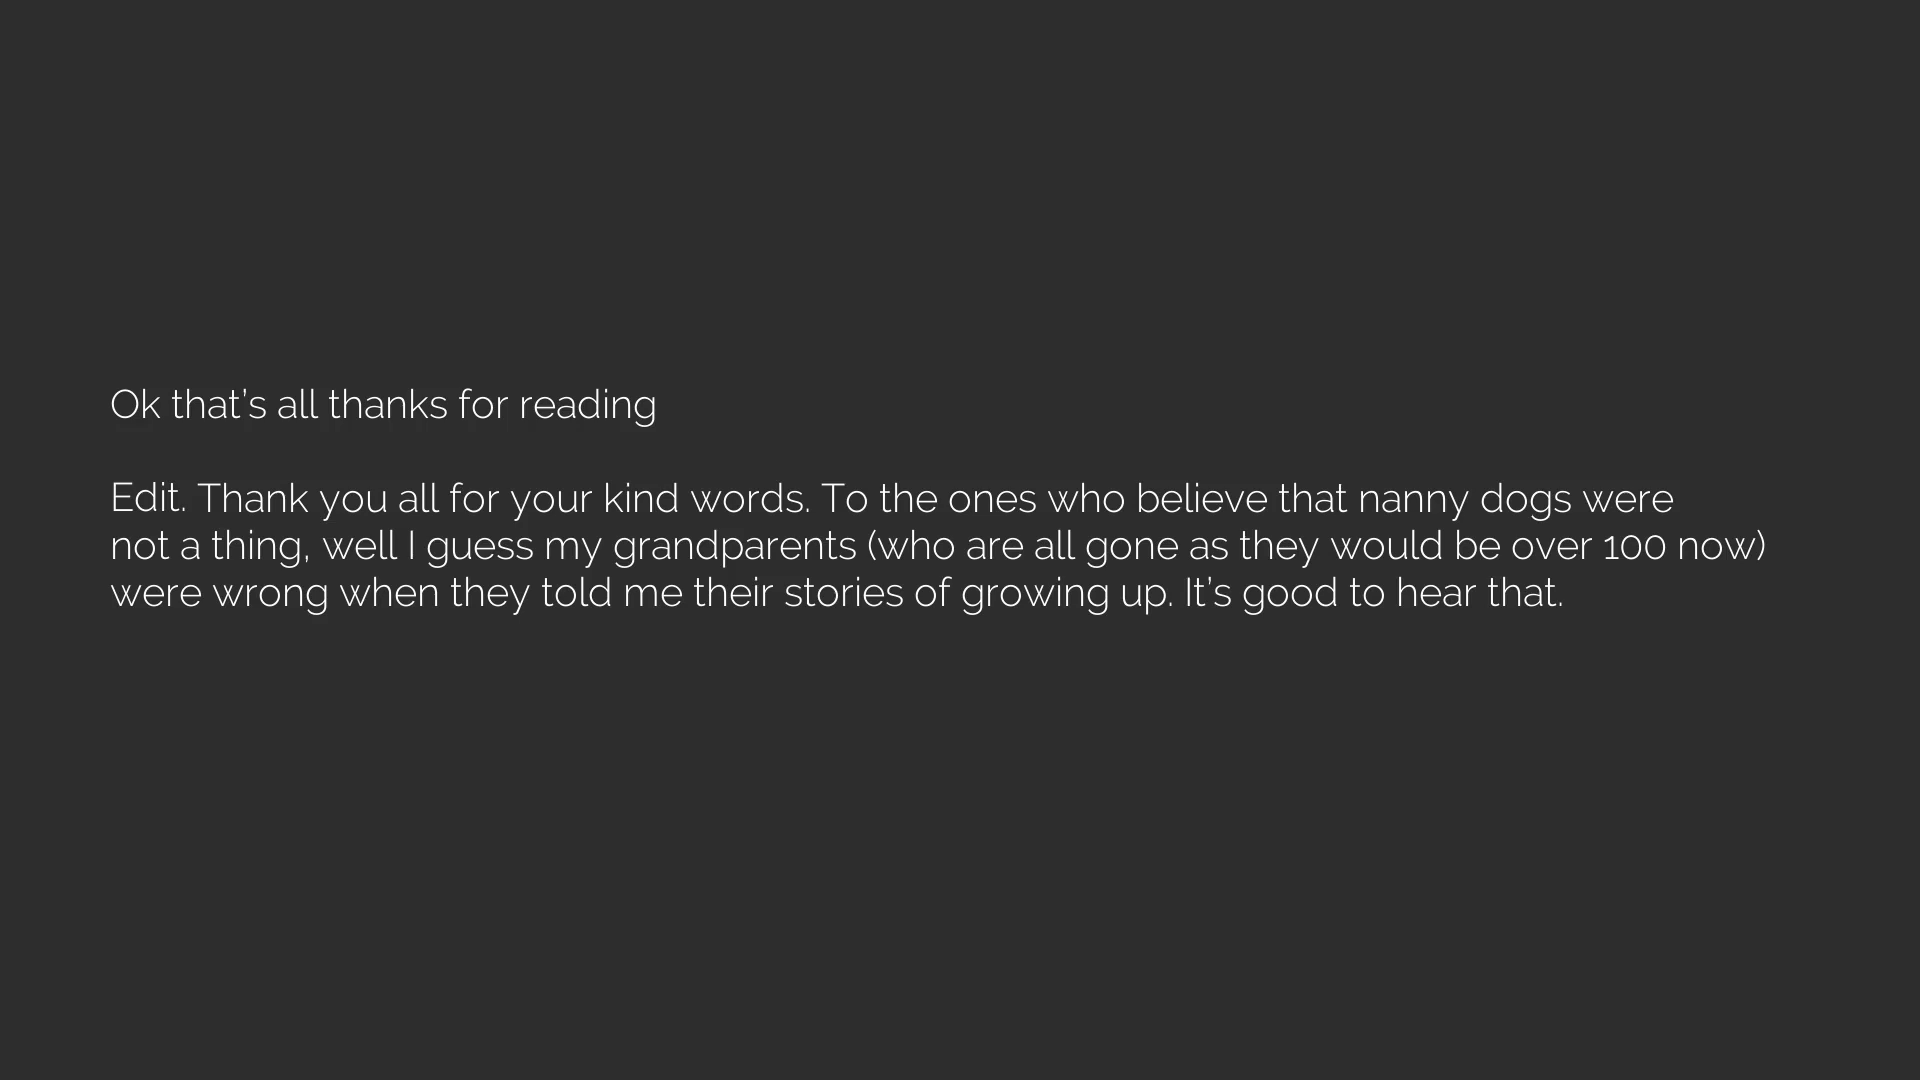 Ok that's all thanks for reading
Edit. Thank you all for your kind words. To the ones who believe that nanny dogs were
not a thing, well I guess my grandparents (who are all gone as they would be over 100 now)
were wrong when they told me their stories of growing up. It's good to hear that.